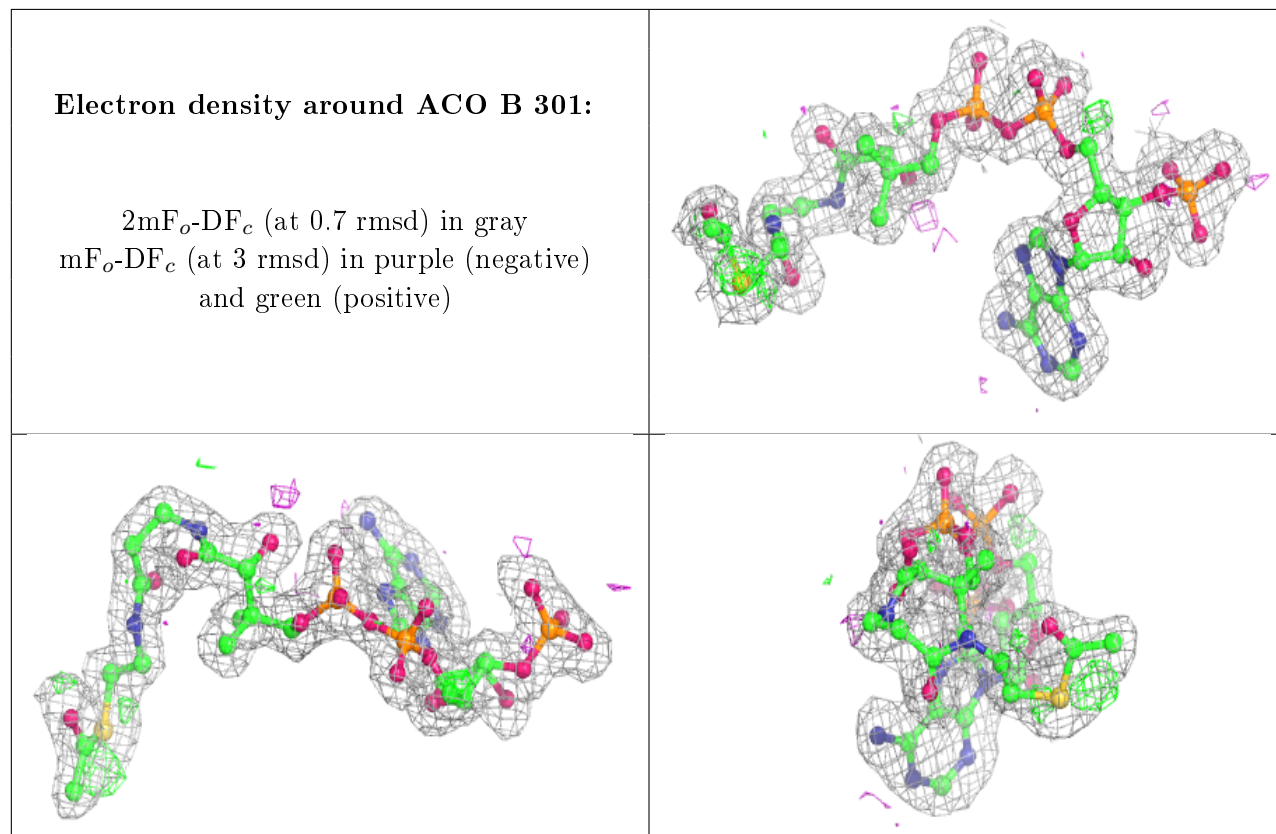 Electron density around ACO B 301:
2mFo-DFc (at 0.7 rmsd) in gray
mFo-DFc (at 3 rmsd) in purple (negative)
and green (positive)